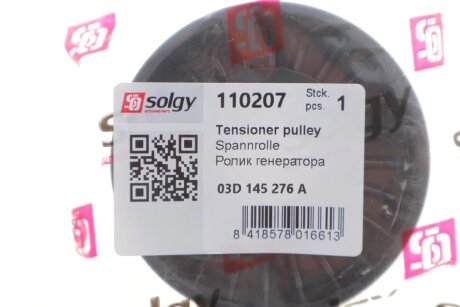 solgy
110207
Stck.
pcs. 1
Tensioner pulley
Spannrolle
Ролик генератора
03D 145 276 A
8 418578 016613